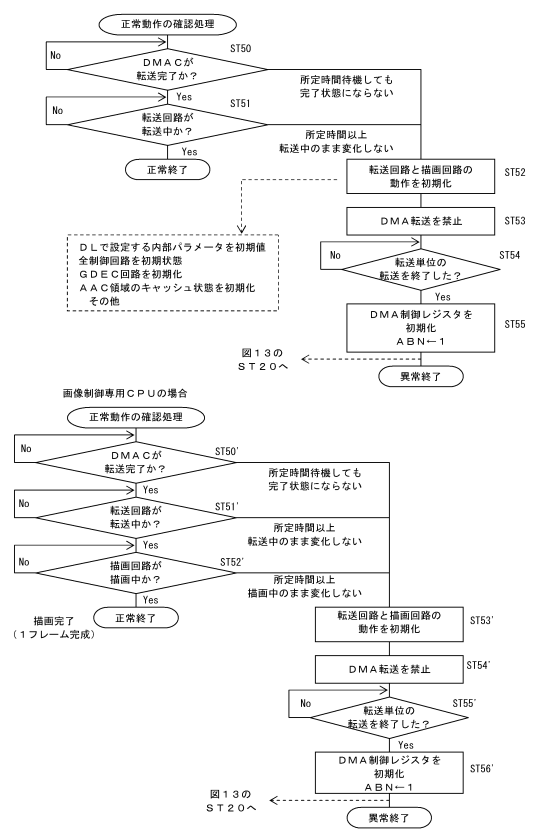 正常動作の確認処理
ST50
No
ＤＭＡＣが
転送完了か？
所定時間待機しても
完了状態にならない
Yes
ST51
No
転送回路が
転送中か？
所定時間以上
転送中のまま変化しない
Yes
正常終了
転送回路と描画回路の
動作を初期化
ST52
ＤＭＡ転送を禁止
ST53
ＤＬで設定する内部パラメータを初期値
全制御回路を初期状態
ＧＤＥＣ回路を初期化
ＡＡＣ領域のキャッシュ状態を初期化
その他
ST54
No
転送単位の
転送を終了した？
Yes
ＤＭＡ制御レジスタを
初期化
ＡＢＮ←１
ST55
図１３の
ＳＴ２０へ
異常終了
画像制御専用ＣＰＵの場合
正常動作の確認処理
ST50'
No
ＤＭＡＣが
転送完了か？
所定時間待機しても
完了状態にならない
Yes
ST51'
No
転送回路が
転送中か？
所定時間以上
転送中のまま変化しない
Yes
ST52'
No
描画回路が
描画中か？
所定時間以上
描画中のまま変化しない
Yes
描画完了
（１フレーム完成）
正常終了
転送回路と描画回路の
動作を初期化
ST53'
ＤＭＡ転送を禁止
ST54'
ST55'
No
転送単位の
転送を終了した？
Yes
ＤＭＡ制御レジスタを
初期化
ＡＢＮ←１
ST56'
図１３の
ＳＴ２０へ
異常終了